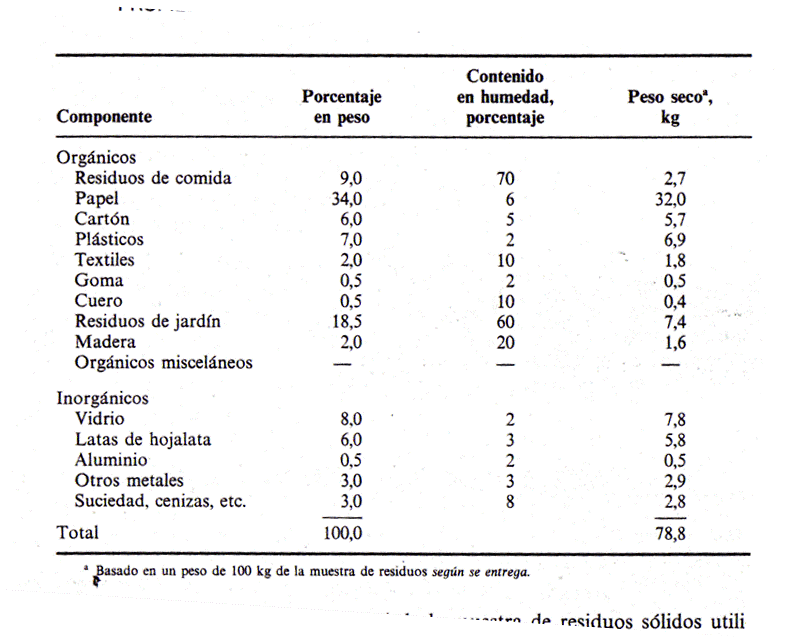 Componente Porcentaje en peso Contenido en humedad, porcentaje Peso secoᵃ, kg
Orgánicos
Residuos de comida 9,0 70 2,7
Papel 34,0 6 32,0
Cartón 6,0 5 5,7
Plásticos 7,0 2 6,9
Textiles 2,0 10 1,8
Goma 0,5 2 0,5
Cuero 0,5 10 0,4
Residuos de jardín 18,5 60 7,4
Madera 2,0 20 1,6
Orgánicos misceláneos — — —
Inorgánicos
Vidrio 8,0 2 7,8
Latas de hojalata 6,0 3 5,8
Aluminio 0,5 2 0,5
Otros metales 3,0 3 2,9
Suciedad, cenizas, etc. 3,0 8 2,8
Total 100,0 78,8
ᵃ Basado en un peso de 100 kg de la muestra de residuos según se entrega.
de residuos sólidos utili